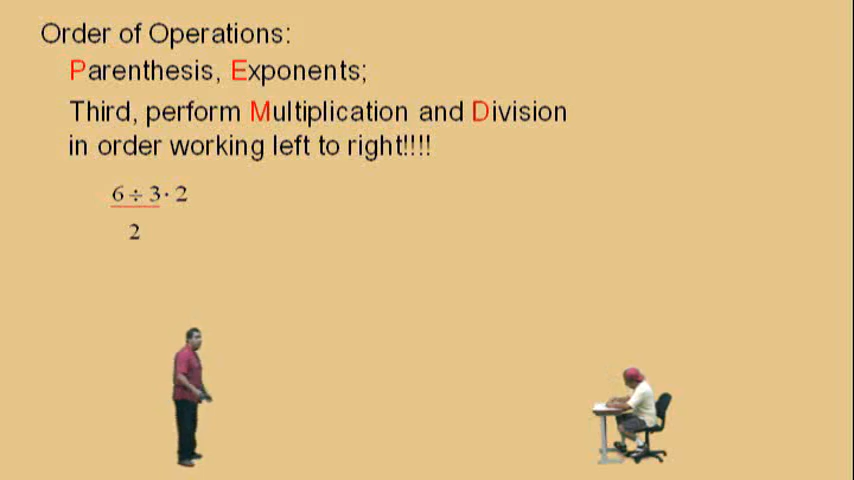 Order of Operations:
Parenthesis, Exponents;
Third, perform Multiplication and Division
in order working left to right!!!!
6 ÷ 3 · 2
2